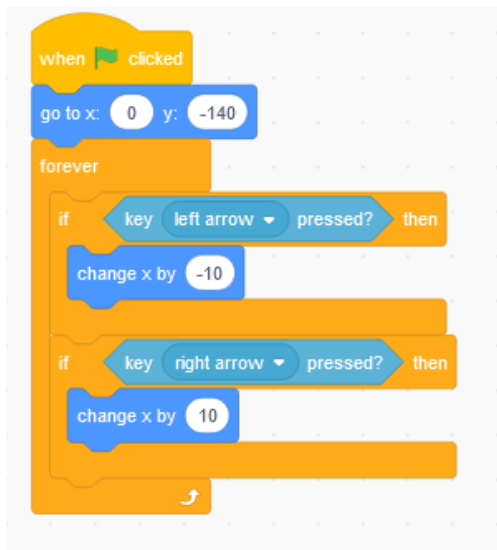 when clicked
go to x: 0 y: -140
forever
if key left arrow pressed? then
change x by -10
if key right arrow pressed? then
change x by 10